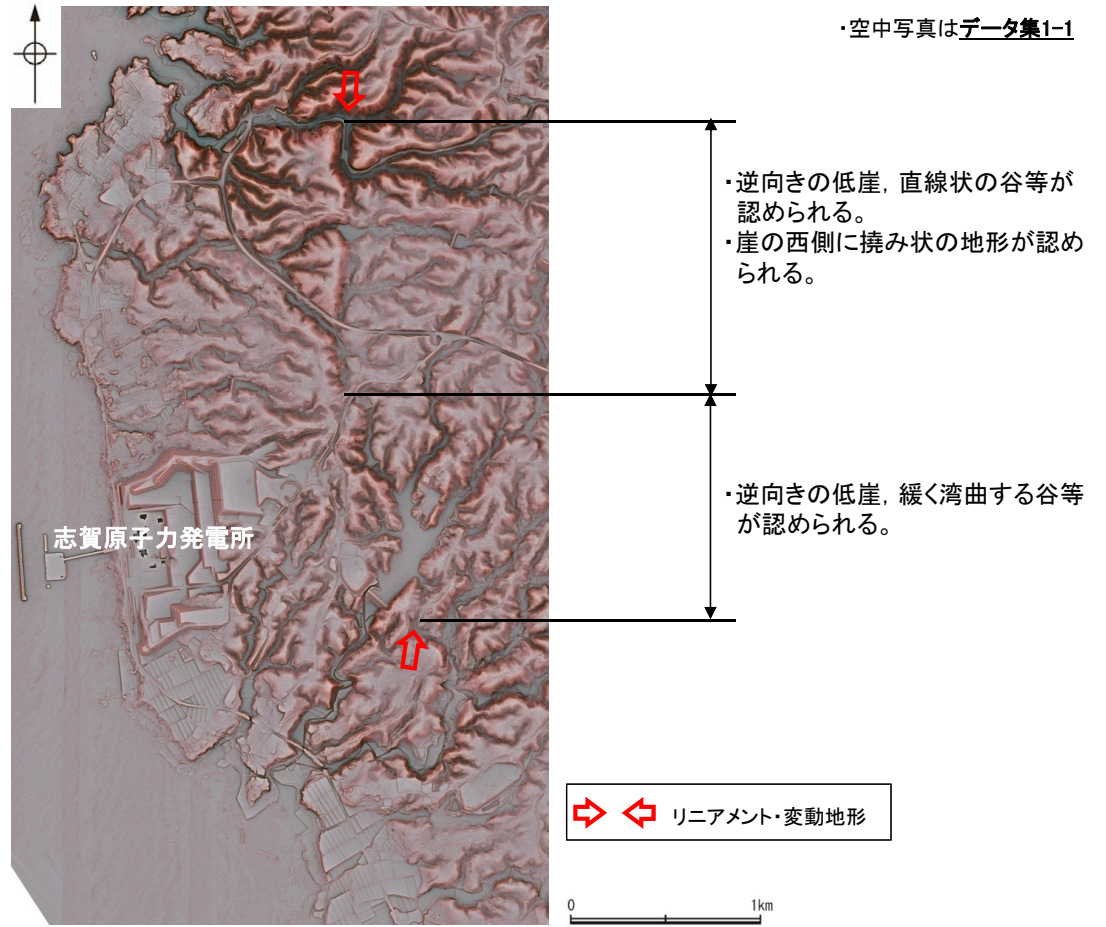 ・空中写真はデータ集1-1
・逆向きの低崖，直線状の谷等が
認められる。
・崖の西側に撓み状の地形が認め
られる。
・逆向きの低崖，緩く湾曲する谷等
が認められる。
志賀原子力発電所
リニアメント・変動地形
0 1km